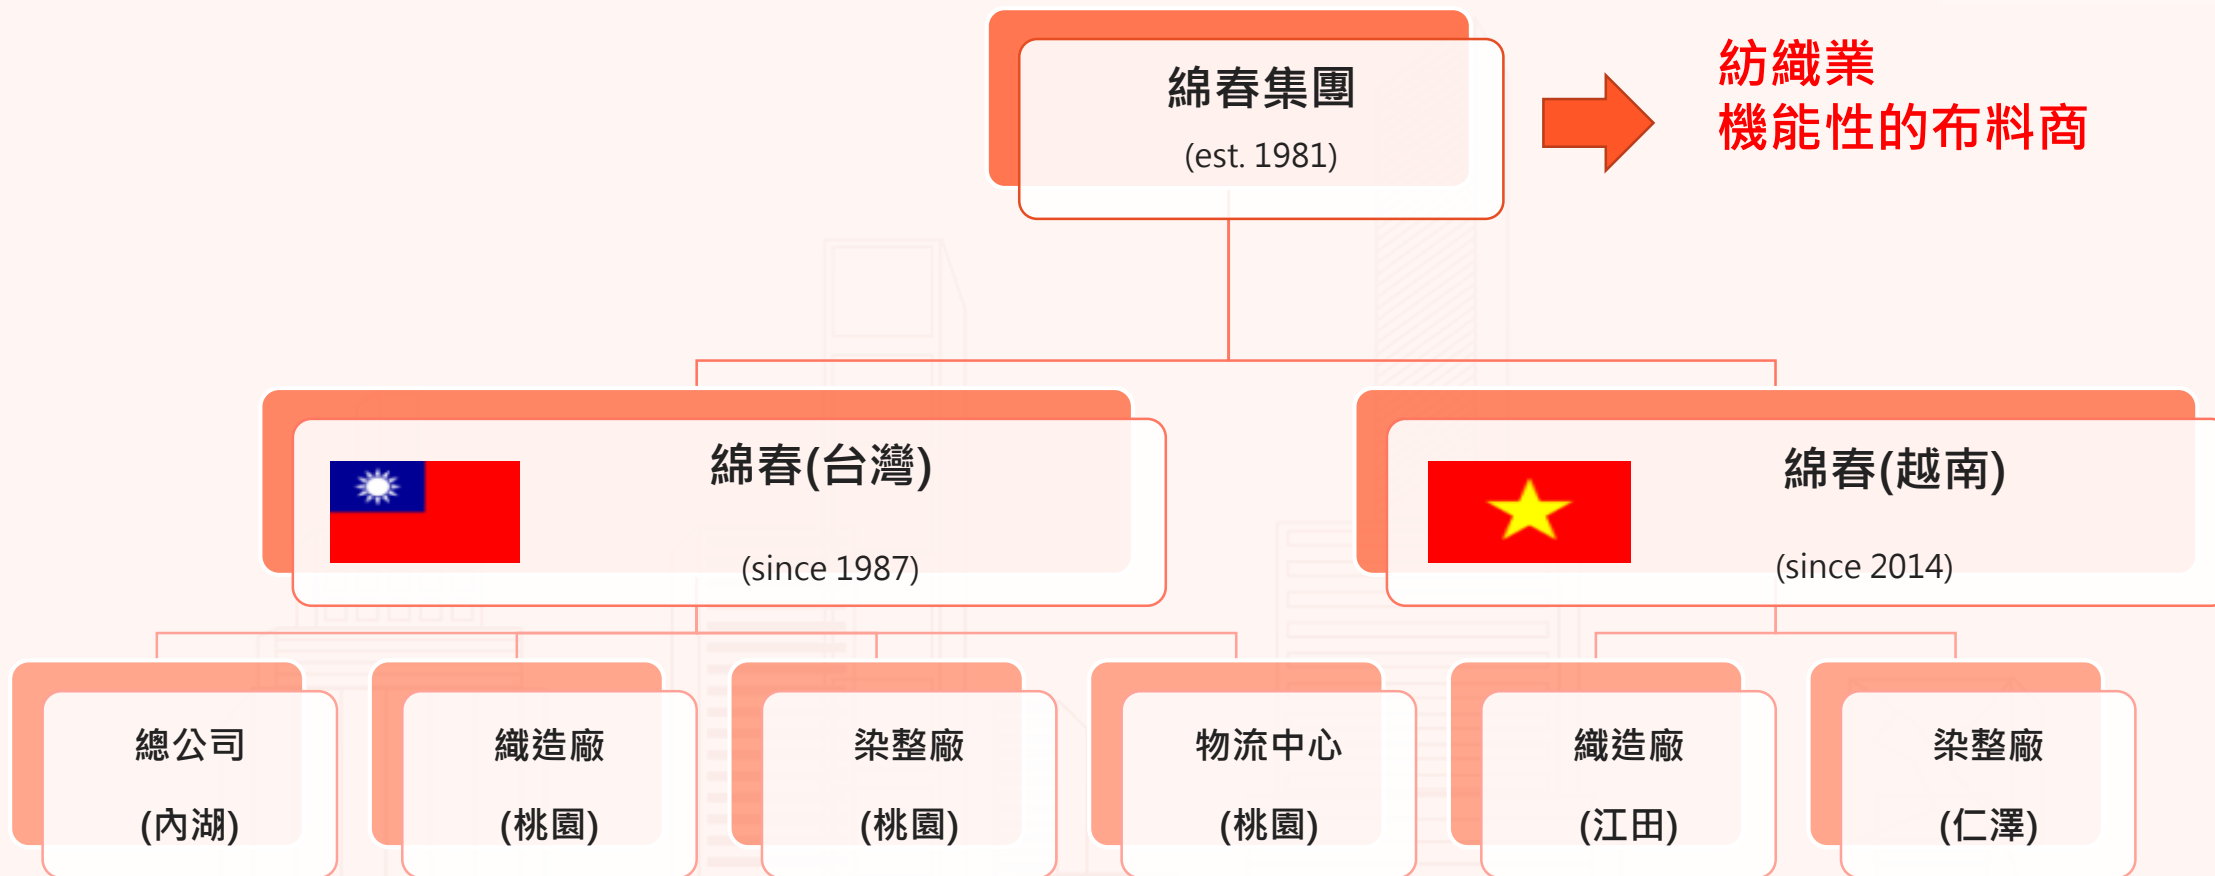 綿春集團
(est. 1981)
紡織業
機能性的布料商
綿春(台灣)
(since 1987)
綿春(越南)
(since 2014)
總公司
(內湖)
織造廠
(桃園)
染整廠
(桃園)
物流中心
(桃園)
織造廠
(江田)
染整廠
(仁澤)